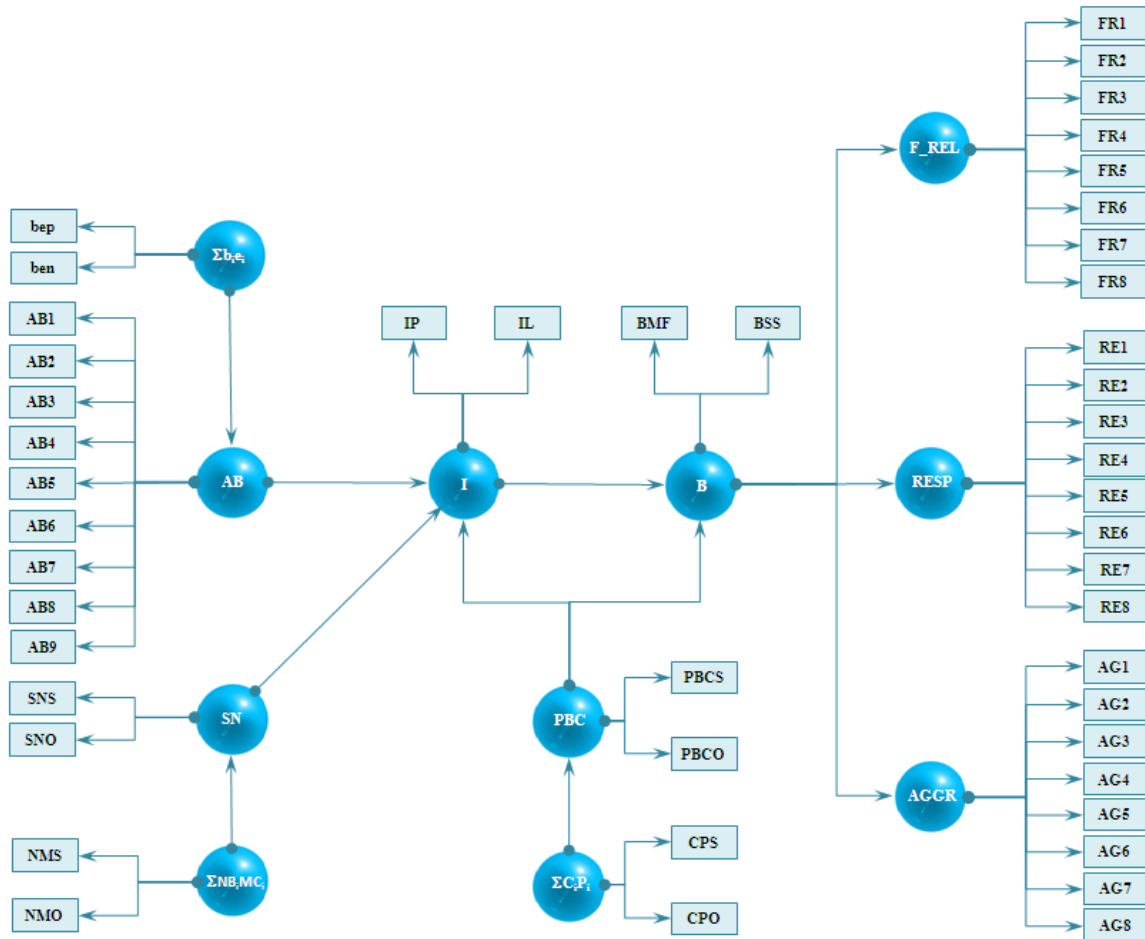 FR1
FR2
FR3
FR4
F_REL
FR5
FR6
FR7
FR8
bep
ben
Σbᵢeᵢ
AB1
AB2
AB3
AB4
AB5
AB6
AB7
AB8
AB9
AB
IP
IL
I
BMF
BSS
B
RE1
RE2
RE3
RE4
RESP
RE5
RE6
RE7
RE8
SNS
SNO
SN
PBC
PBCS
PBCO
NMS
NMO
ΣNBᵢMCᵢ
ΣCᵢPᵢ
CPS
CPO
AG1
AG2
AG3
AG4
AGGR
AG5
AG6
AG7
AG8